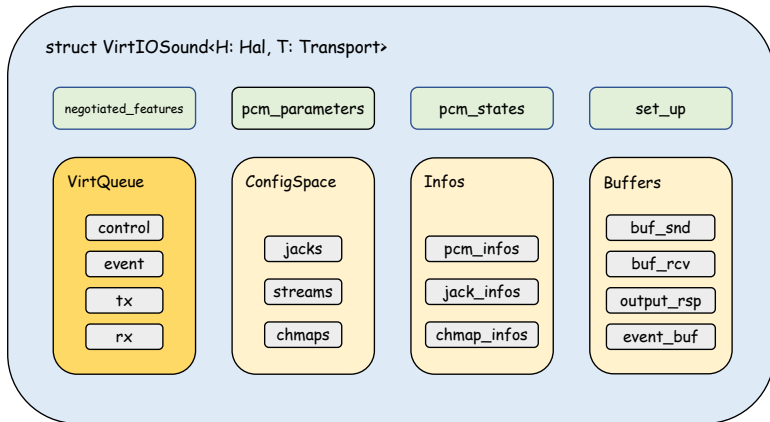 struct VirtIOSound<H: Hal, T: Transport>
negotiated_features
pcm_parameters
pcm_states
set_up
VirtQueue
control
event
tx
rx
ConfigSpace
jacks
streams
chmaps
Infos
pcm_infos
jack_infos
chmap_infos
Buffers
buf_snd
buf_rcv
output_rsp
event_buf